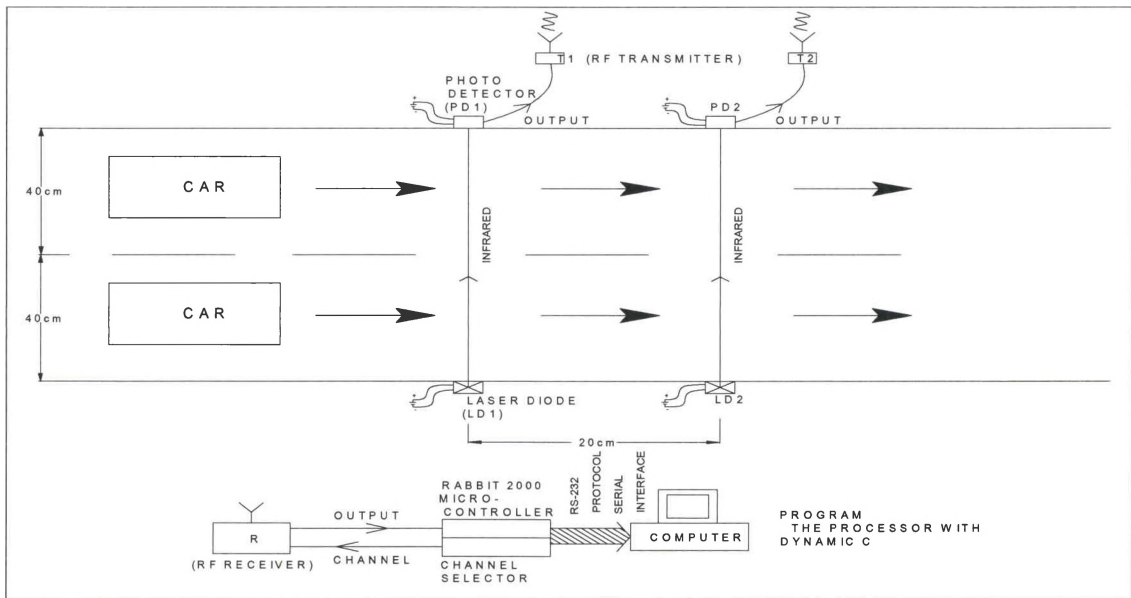 T1 (RF TRANSMITTER)
T2
PHOTO
DETECTOR
(PD1)
OUTPUT
PD2
OUTPUT
40cm
CAR
INFRARED
INFRARED
40cm
CAR
LASER DIODE
(LD1)
LD2
20cm
RS-232
PROTOCOL
SERIAL
INTERFACE
RABBIT 2000
MICRO-
CONTROLLER
OUTPUT
R
CHANNEL
(RF RECEIVER)
CHANNEL
SELECTOR
COMPUTER
PROGRAM
THE PROCESSOR WITH
DYNAMIC C